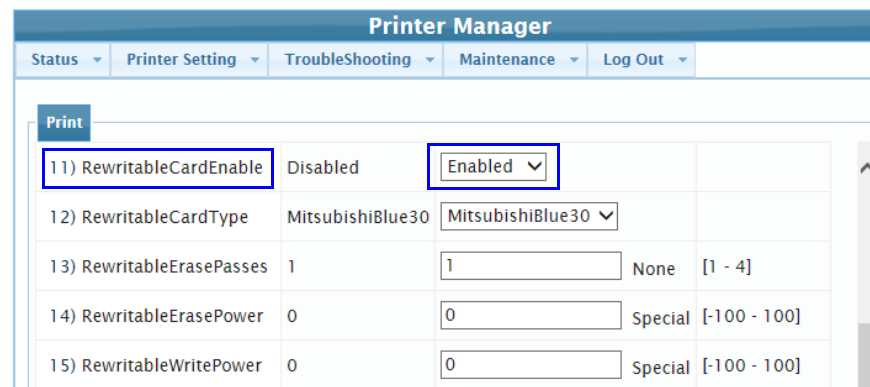 Printer Manager
Status Printer Setting TroubleShooting Maintenance Log Out
Print
11) RewritableCardEnable Disabled Enabled
12) RewritableCardType MitsubishiBlue30 MitsubishiBlue30
13) RewritableErasePasses 1 1 None [1 - 4]
14) RewritableErasePower 0 0 Special [-100 - 100]
15) RewritableWritePower 0 0 Special [-100 - 100]